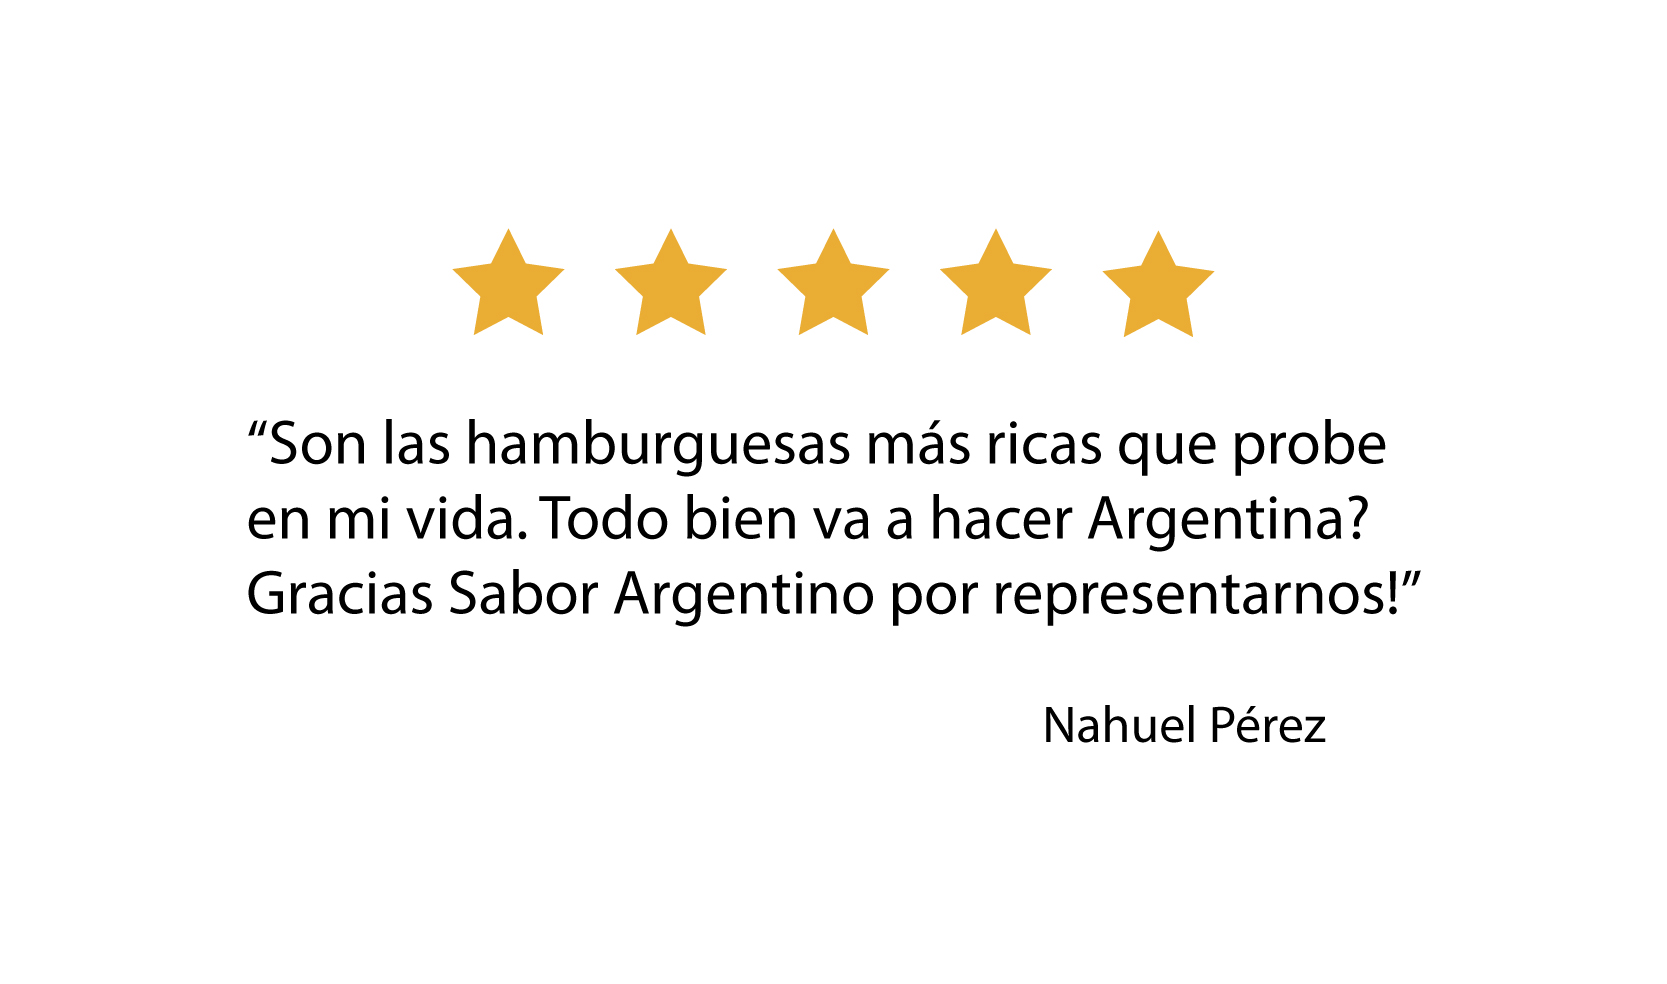 “Son las hamburguesas más ricas que probe
en mi vida. Todo bien va a hacer Argentina?
Gracias Sabor Argentino por representarnos!”
Nahuel Pérez